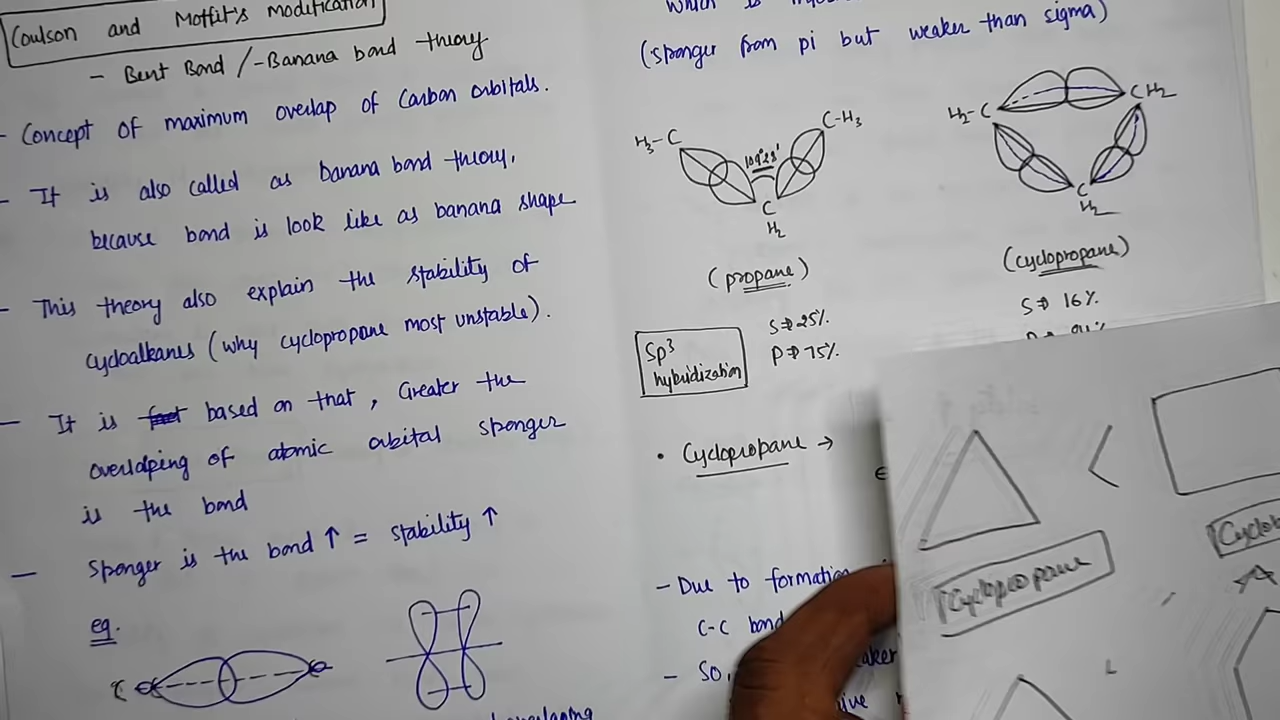 Coulson and Moffit's modification
- Bent Bond / -Banana bond theory
- Concept of maximum overlap of Carbon orbitals.
- It is also called as banana bond theory,
because bond is look like as banana shape
- This theory also explain the stability of
cycloalkanes (why cyclopropane most unstable).
- It is based on that, Greater the
overlaping of atomic orbital stronger
is the bond
- Stronger is the bond ↑ = stability ↑
eg.
which is
(stronger from pi but weaker than sigma)
H3-C
C-H3
109°28'
C
H2
(propane)
Sp3
hybridization
S⇒25%.
P⇒75%.
H2-C
CH2
C
H2
(cyclopropane)
S⇒ 16%.
• Cyclopropane →
- Due to formation
C-C bond
- So,
Cyclopropane
<